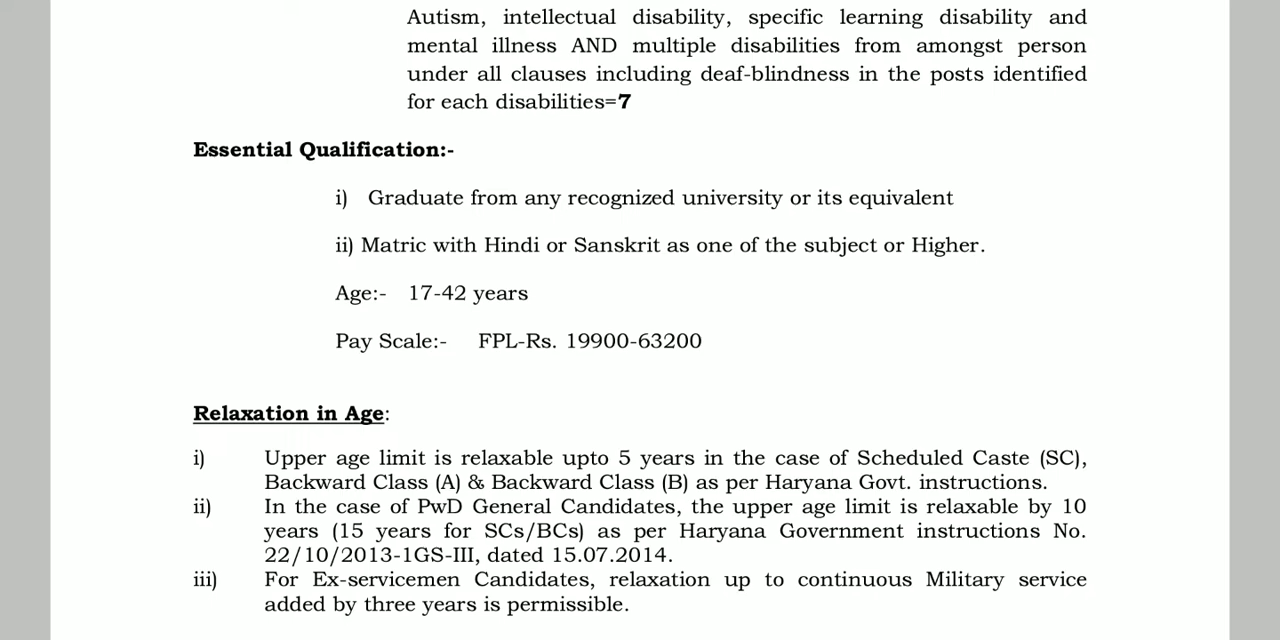 Autism, intellectual disability, specific learning disability and
mental illness AND multiple disabilities from amongst person
under all clauses including deaf-blindness in the posts identified
for each disabilities=7
Essential Qualification:-
i) Graduate from any recognized university or its equivalent
ii) Matric with Hindi or Sanskrit as one of the subject or Higher.
Age:- 17-42 years
Pay Scale:- FPL-Rs. 19900-63200
Relaxation in Age:
i) Upper age limit is relaxable upto 5 years in the case of Scheduled Caste (SC),
Backward Class (A) & Backward Class (B) as per Haryana Govt. instructions.
ii) In the case of PwD General Candidates, the upper age limit is relaxable by 10
years (15 years for SCs/BCs) as per Haryana Government instructions No.
22/10/2013-1GS-III, dated 15.07.2014.
iii) For Ex-servicemen Candidates, relaxation up to continuous Military service
added by three years is permissible.